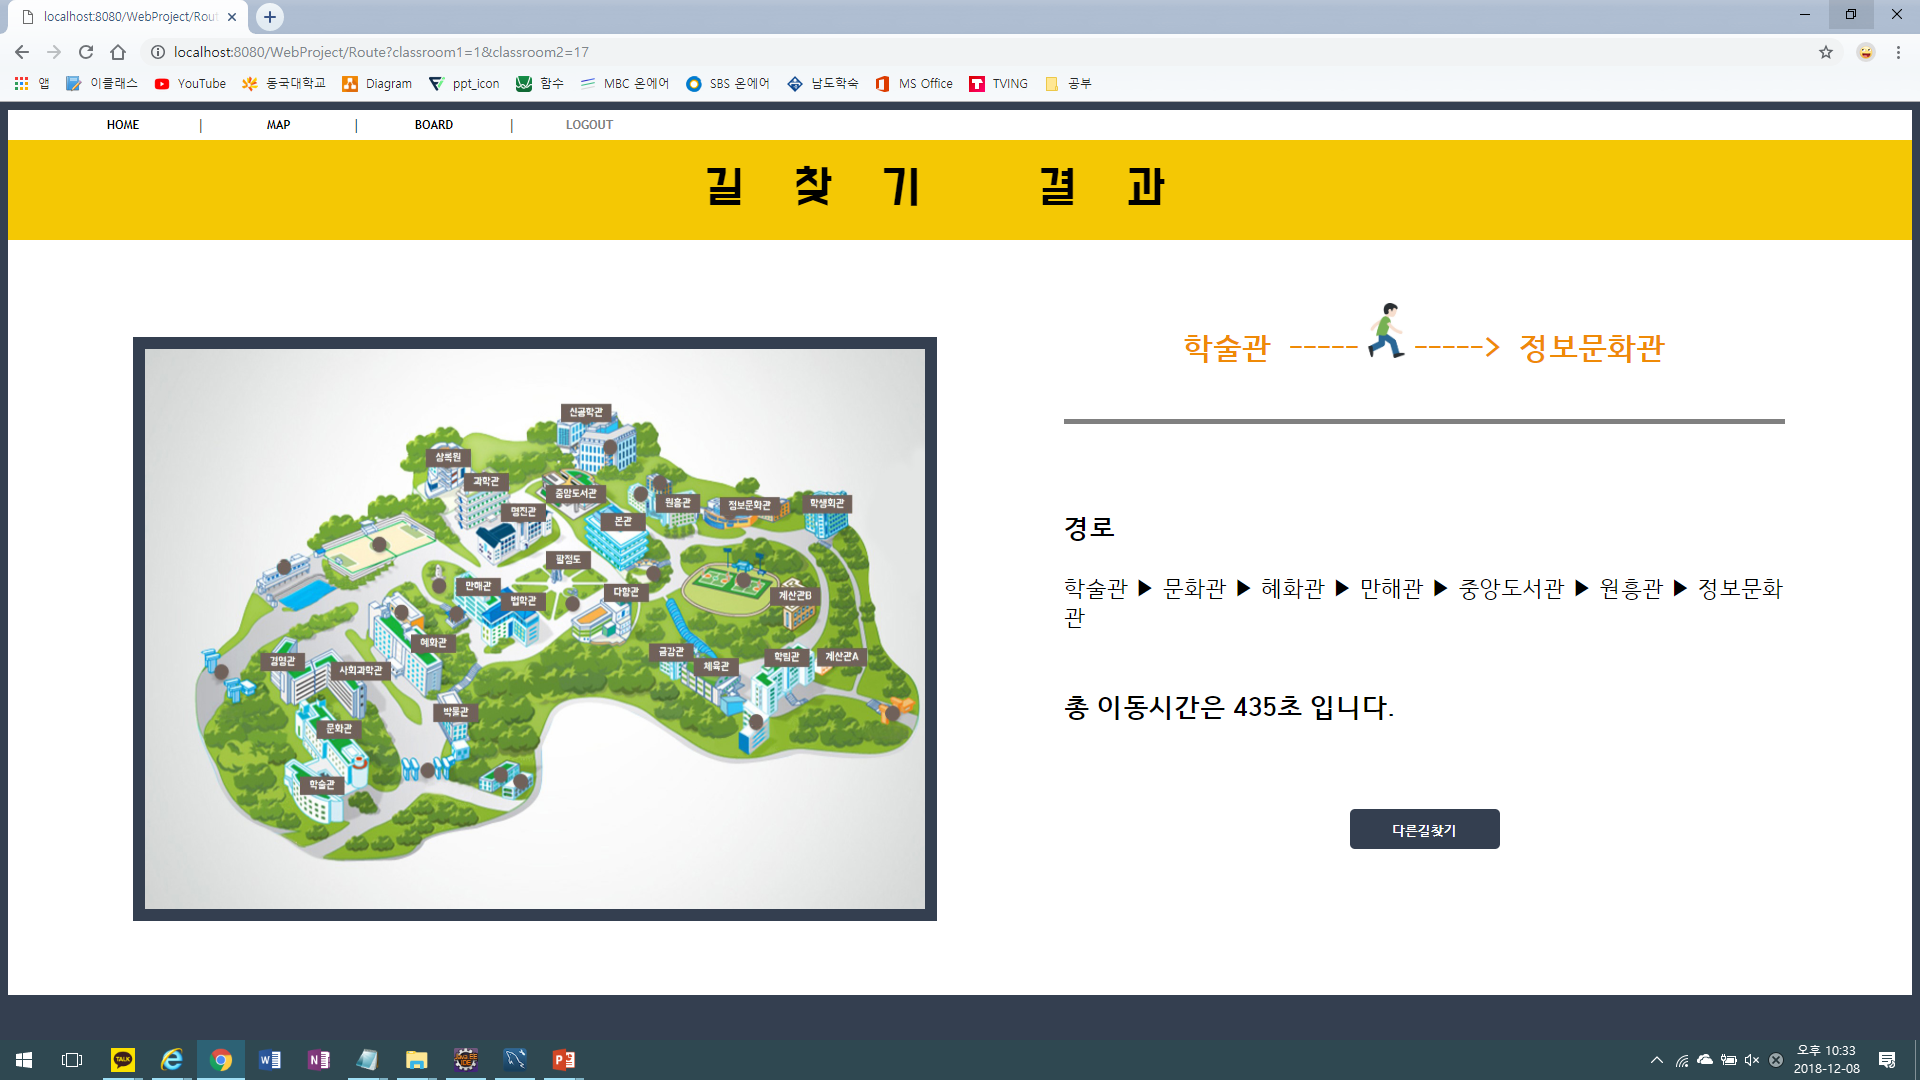 localhost:8080/WebProject/Rou
localhost:8080/WebProject/Route?classroom1=1&classroom2=17
앱 이클래스 YouTube 동국대학교 Diagram ppt_icon 함수 MBC 온에어 SBS 온에어 남도학숙 MS Office TVING 공부
HOME | MAP | BOARD | LOGOUT
길 찾 기 결 과
학술관 -----  -----> 정보문화관
신공학관
상록원
과학관
중앙도서관
명진관
원흥관
정보문화관
학생회관
본관
팔정도
만해관
법학관
다향관
계산관B
혜화관
금강관
체육관
학림관
계산관A
경영관
사회과학관
박물관
문화관
학술관
경로
학술관 ▶ 문화관 ▶ 혜화관 ▶ 만해관 ▶ 중앙도서관 ▶ 원흥관 ▶ 정보문화
관
총 이동시간은 435초 입니다.
다른길찾기
TALK
오후 10:33
2018-12-08